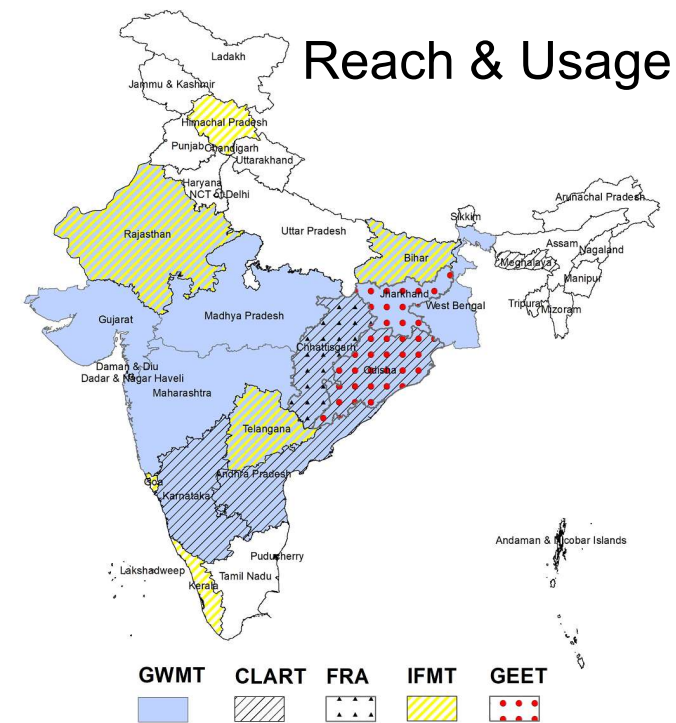 Reach & Usage
Ladakh
Jammu & Kashmir
Himachal Pradesh
Punjab
Chandigarh
Uttarakhand
Haryana
NCT of Delhi
Arunachal Pradesh
Sikkim
Rajasthan
Uttar Pradesh
Assam
Nagaland
Bihar
Meghalaya
Manipur
Jharkhand
West Bengal
Tripura
Mizoram
Gujarat
Madhya Pradesh
Chhattisgarh
Daman & Diu
Dadar & Nagar Haveli
Odisha
Maharashtra
Telangana
Andhra Pradesh
Goa
Karnataka
Andaman & Nicobar Islands
Puducherry
Lakshadweep
Tamil Nadu
Kerala
GWMT CLART FRA IFMT GEET